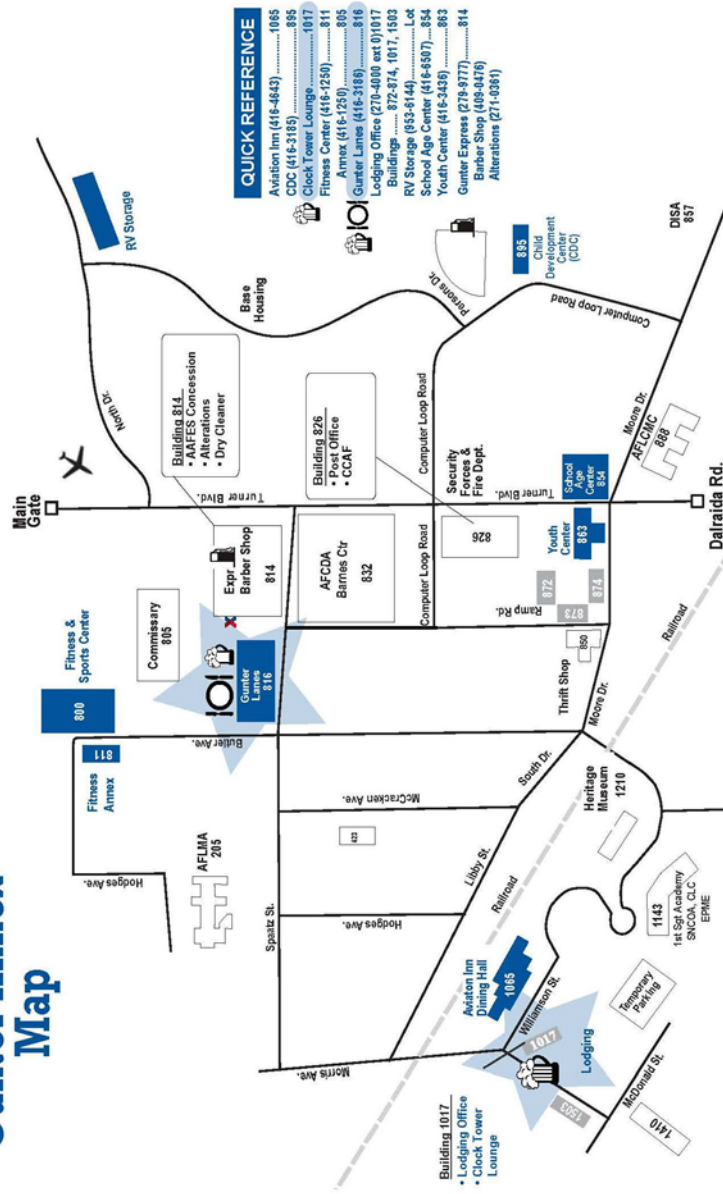 Map
QUICK REFERENCE
Aviation Inn (416-4643)..............1065
CDC (416-3185)..............895
Clock Tower Lounge..............1017
Fitness Center (416-1250)..............811
Annex (416-1250)..............805
Gunter Lanes (416-3186)..............816
Lodging Office (270-4000 ext 0)1017
Buildings ....... 872-874, 1017, 1503
RV Storage (953-6144)..............Lot
School Age Center (416-6507)....854
Youth Center (416-3436)..............863
Gunter Express (279-9777)..............814
Barber Shop (409-0476)
Alterations (271-0361)
Main
Gate
North Dr.
RV Storage
Base
Housing
Building 814
• AAFES Concession
• Alterations
• Dry Cleaner
Building 826
• Post Office
• CCAF
Turner Blvd.
Fitness &
Sports Center
800
811
Fitness
Annex
Commissary
805
Expr
Barber Shop
814
x
Gunter
Lanes
816
Butler Ave.
Hodges Ave.
AFLMA
205
Spaatz St.
AFCDA
Barnes Ctr
832
Computer Loop Road
Computer Loop Road
Persons Dr.
895
Child
Development
Center
(CDC)
Computer Loop Road
DISA
857
Security
Forces &
Fire Dept.
Turner Blvd.
826
Youth
Center
863
School
Age
Center
854
Moore Dr.
AFLCMC
888
Dalraida Rd.
872
873
874
Ramp Rd.
850
Thrift Shop
Moore Dr.
Railroad
McCracken Ave.
423
Hodges Ave.
Libby St.
South Dr.
Railroad
Heritage
Museum
1210
Morris Ave.
Aviaton Inn
Dining Hall
1065
Williamson St.
1143
1st Sgt Academy
SNCOA, CLC
EPME
Temporary
Parking
Building 1017
• Lodging Office
• Clock Tower
Lounge
1017
Lodging
1503
McDonald St.
1410